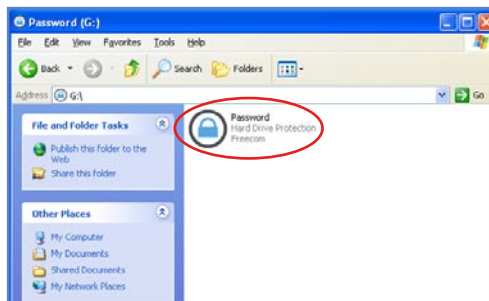 Password (G:)
File Edit View Favorites Tools Help
Back Search Folders
Address G:\ Go
File and Folder Tasks
Publish this folder to the
Web
Share this folder
Other Places
My Computer
My Documents
Shared Documents
My Network Places
Password
Hard Drive Protection
Freecom